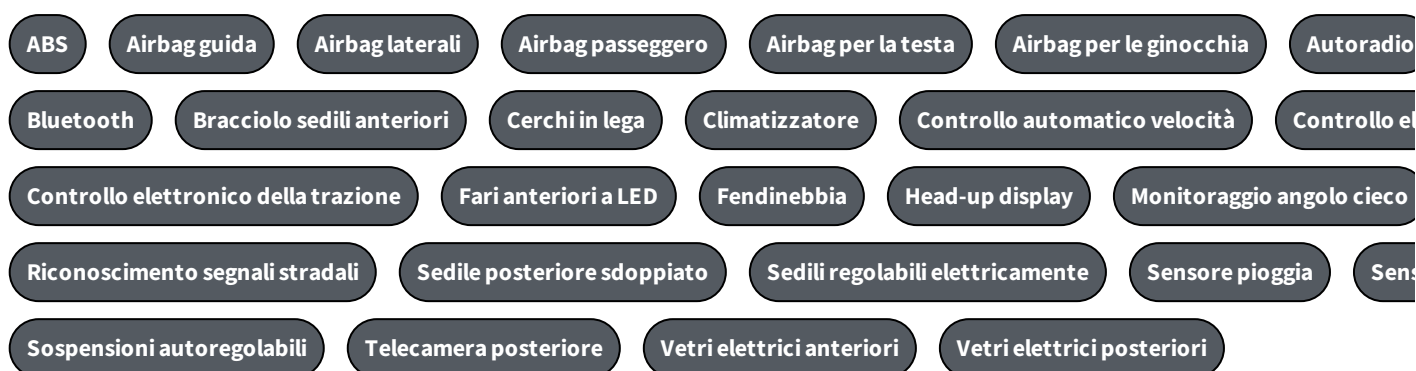 ABS Airbag guida Airbag laterali Airbag passeggero Airbag per la testa Airbag per le ginocchia Autoradio
Bluetooth Bracciolo sedili anteriori Cerchi in lega Climatizzatore Controllo automatico velocità Controllo
Controllo elettronico della trazione Fari anteriori a LED Fendinebbia Head-up display Monitoraggio angolo cieco
Riconoscimento segnali stradali Sedile posteriore sdoppiato Sedili regolabili elettricamente Sensore pioggia
Sospensioni autoregolabili Telecamera posteriore Vetri elettrici anteriori Vetri elettrici posteriori